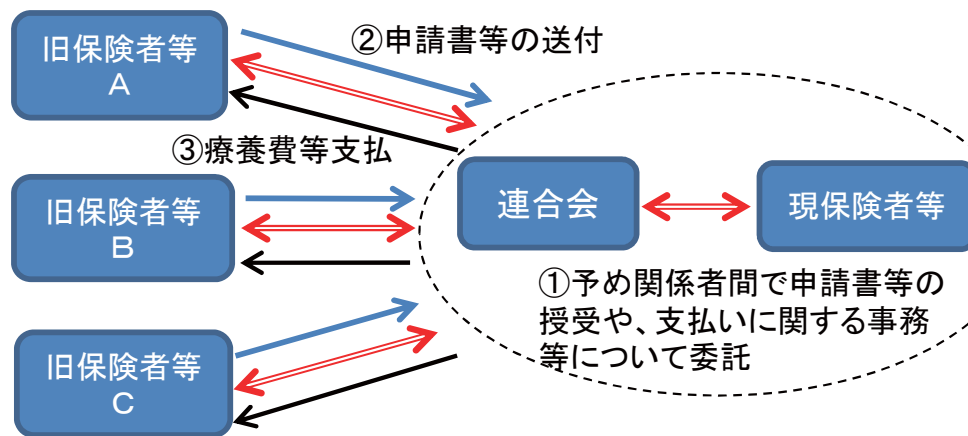 旧保険者等
A
②申請書等の送付
③療養費等支払
旧保険者等
B
連合会
現保険者等
①予め関係者間で申請書等の
授受や、支払いに関する事務
等について委託
旧保険者等
C